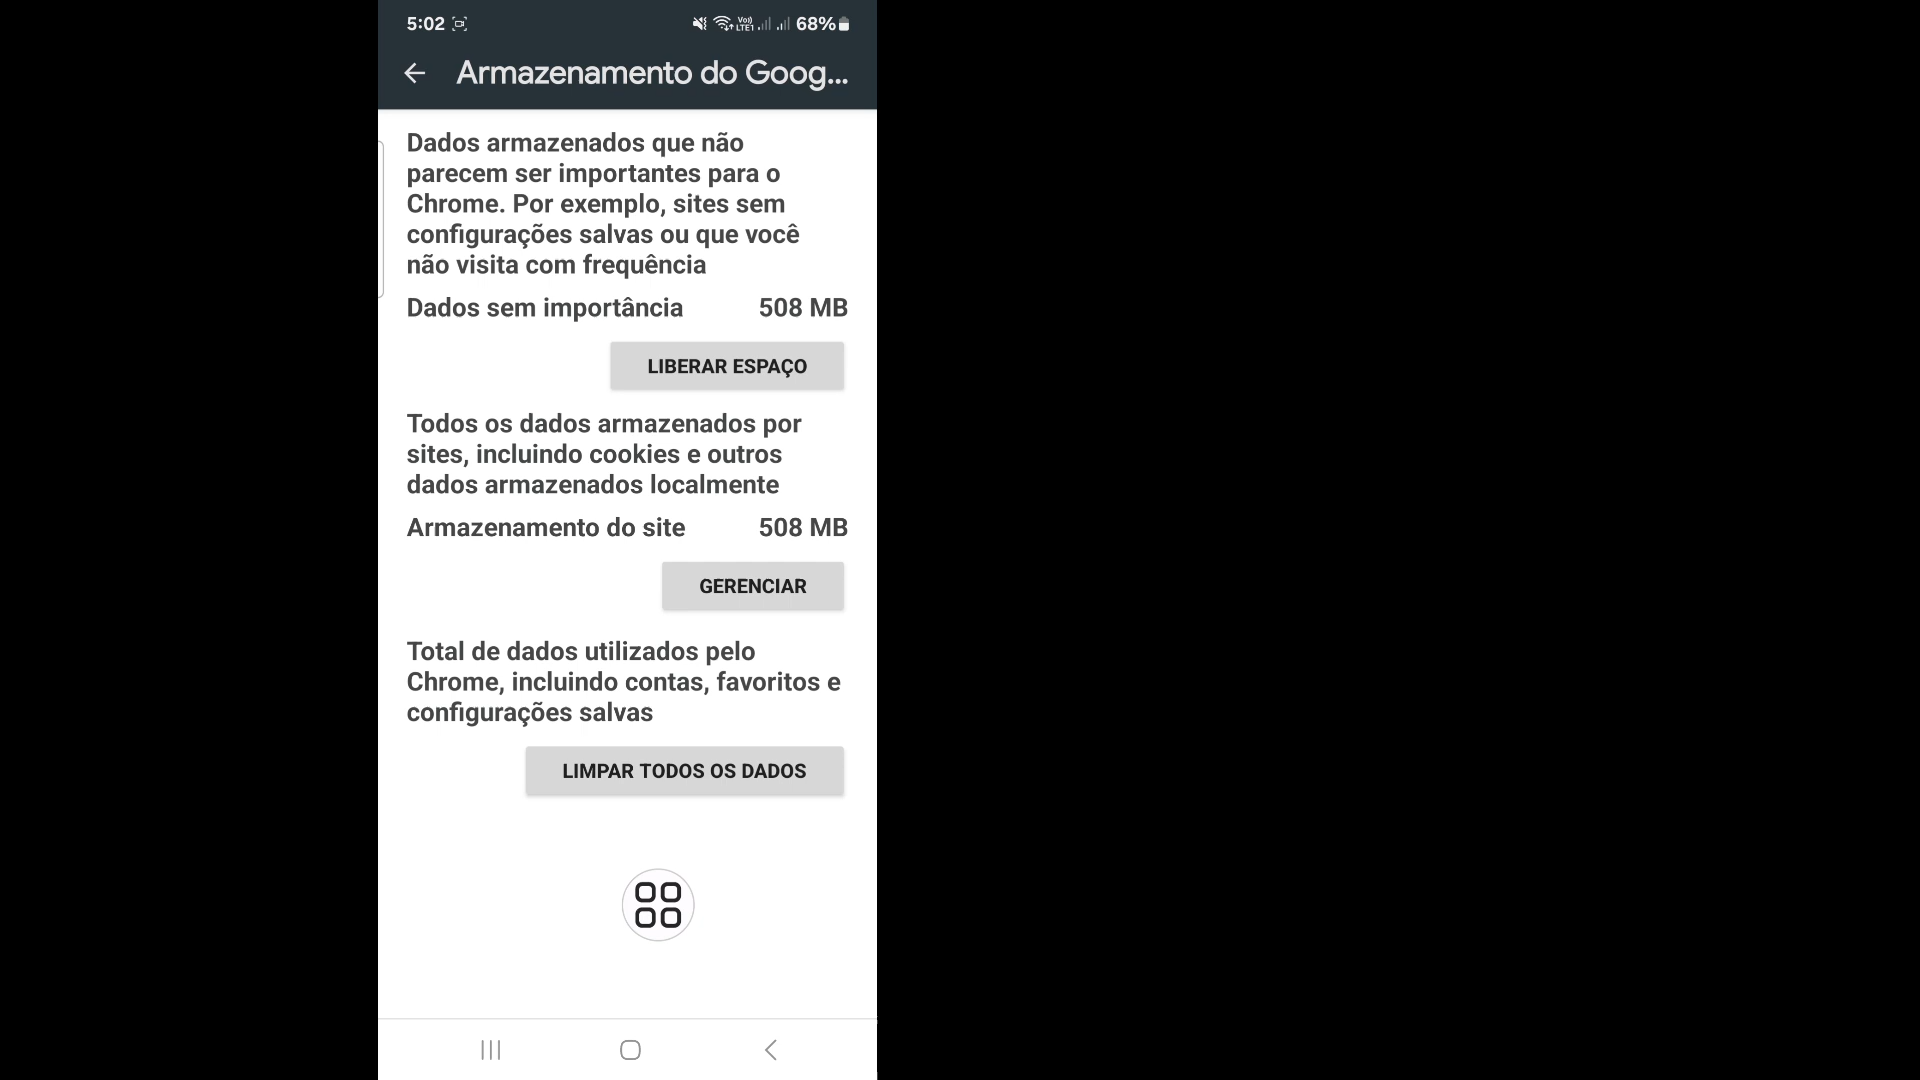 5:02
Vo)) LTE1
68%
Armazenamento do Goog...
Dados armazenados que não
parecem ser importantes para o
Chrome. Por exemplo, sites sem
configurações salvas ou que você
não visita com frequência
Dados sem importância 508 MB
LIBERAR ESPAÇO
Todos os dados armazenados por
sites, incluindo cookies e outros
dados armazenados localmente
Armazenamento do site 508 MB
GERENCIAR
Total de dados utilizados pelo
Chrome, incluindo contas, favoritos e
configurações salvas
LIMPAR TODOS OS DADOS